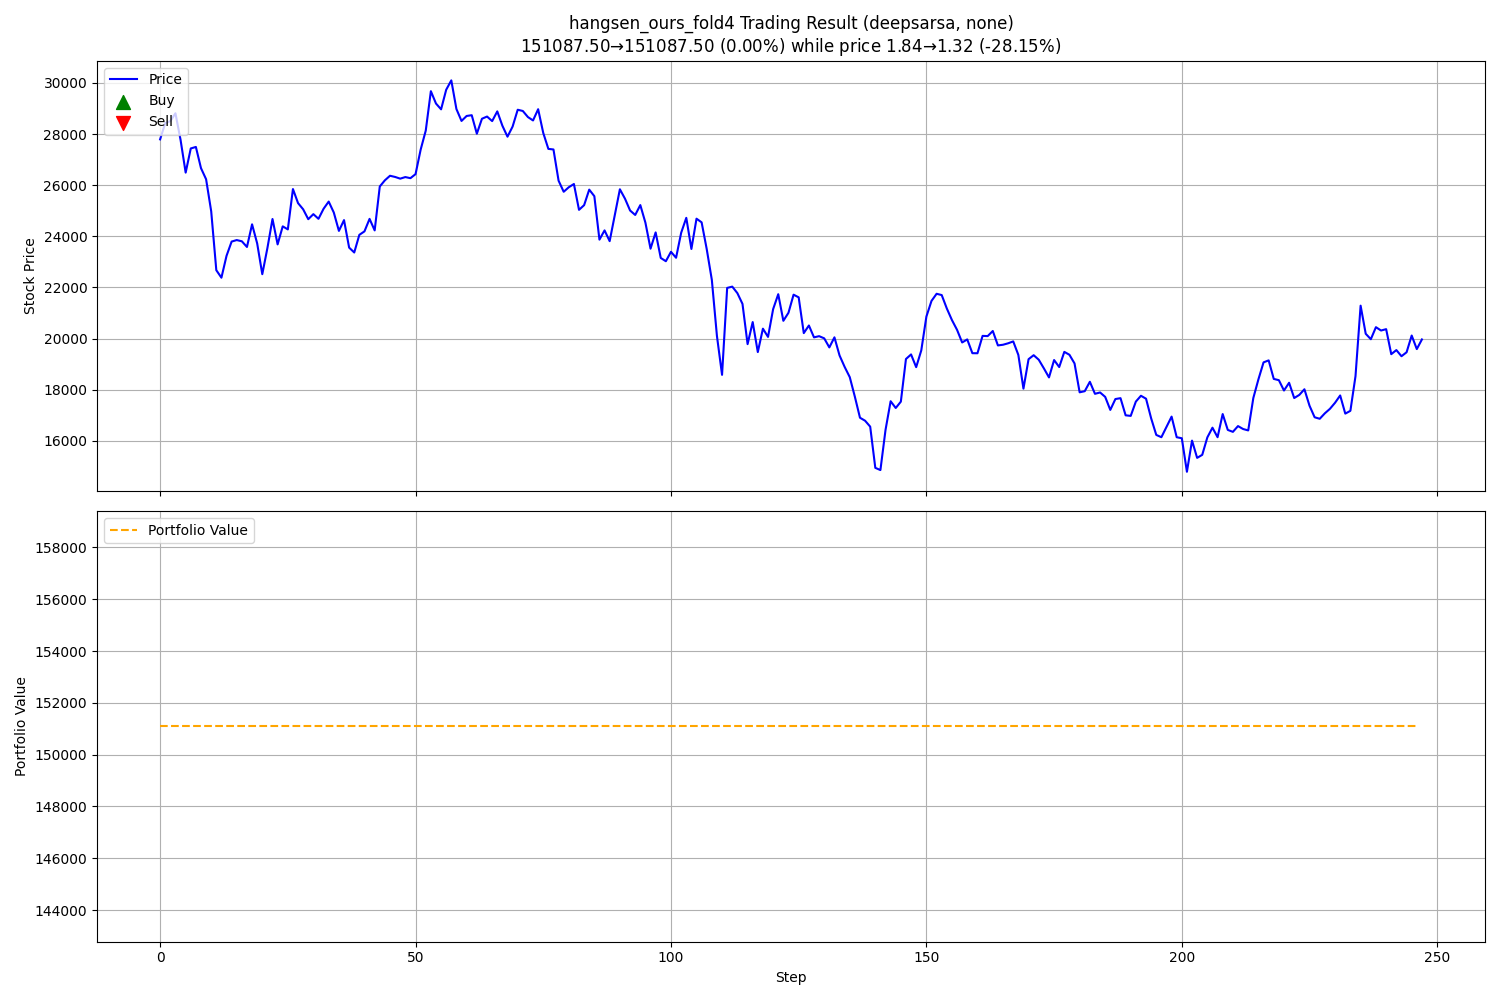 hangsen_ours_fold4 Trading Result (deepsarsa, none)
151087.50→151087.50 (0.00%) while price 1.84→1.32 (-28.15%)
Price
Buy
Sell
30000
28000
26000
24000
22000
20000
18000
16000
Stock Price
Portfolio Value
158000
156000
154000
152000
150000
148000
146000
144000
Portfolio Value
0
50
100
150
200
250
Step